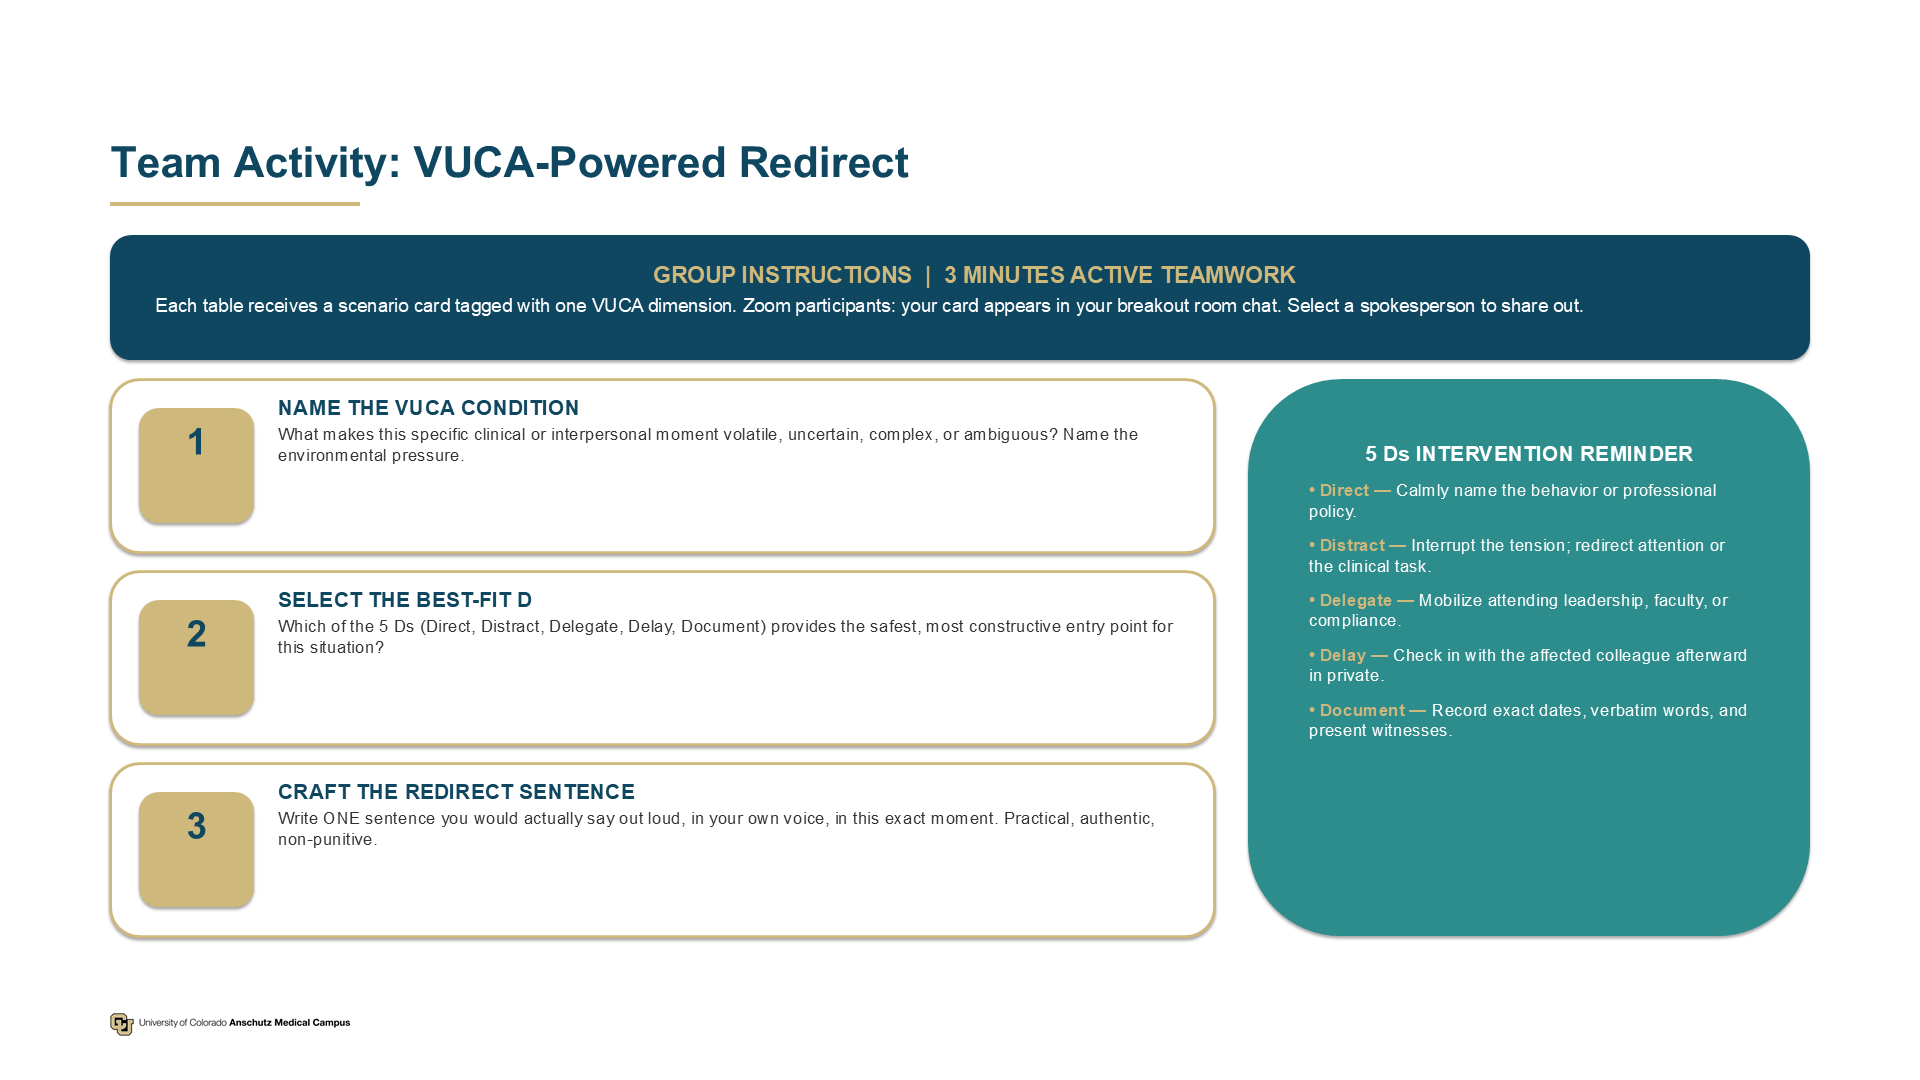 Team Activity: VUCA-Powered Redirect
GROUP INSTRUCTIONS | 3 MINUTES ACTIVE TEAMWORK
Each table receives a scenario card tagged with one VUCA dimension. Zoom participants: your card appears in your breakout room chat. Select a spokesperson to share out.
1
NAME THE VUCA CONDITION
What makes this specific clinical or interpersonal moment volatile, uncertain, complex, or ambiguous? Name the
environmental pressure.
2
SELECT THE BEST-FIT D
Which of the 5 Ds (Direct, Distract, Delegate, Delay, Document) provides the safest, most constructive entry point for
this situation?
3
CRAFT THE REDIRECT SENTENCE
Write ONE sentence you would actually say out loud, in your own voice, in this exact moment. Practical, authentic,
non-punitive.
5 Ds INTERVENTION REMINDER
• Direct — Calmly name the behavior or professional
policy.
• Distract — Interrupt the tension; redirect attention or
the clinical task.
• Delegate — Mobilize attending leadership, faculty, or
compliance.
• Delay — Check in with the affected colleague afterward
in private.
• Document — Record exact dates, verbatim words, and
present witnesses.
University of Colorado Anschutz Medical Campus